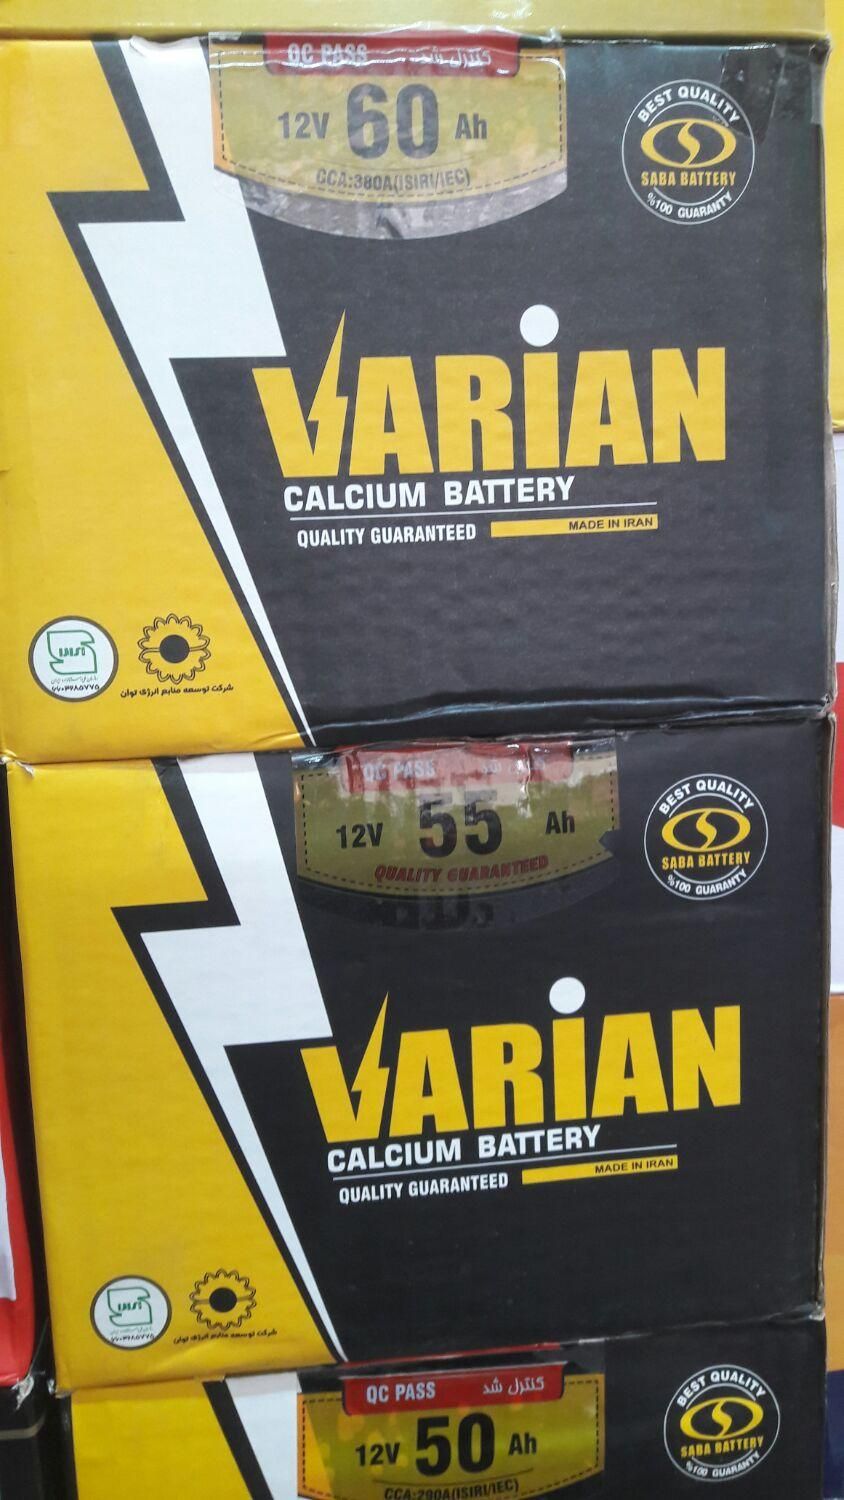 QC PASS کنترل شد
12V 60 Ah
CCA:380A(ISIRI/IEC)
BEST QUALITY
SABA BATTERY
%100 GUARANTY
VARIAN
CALCIUM BATTERY
QUALITY GUARANTEED MADE IN IRAN
شرکت توسعه منابع انرژی توان
QC PASS کنترل شد
12V 55 Ah
QUALITY GUARANTEED
BEST QUALITY
SABA BATTERY
%100 GUARANTY
VARIAN
CALCIUM BATTERY
QUALITY GUARANTEED MADE IN IRAN
شرکت توسعه منابع انرژی توان
QC PASS کنترل شد
12V 50 Ah
CCA:290A(ISIRI/IEC)
BEST QUALITY
SABA BATTERY
%100 GUARANTY